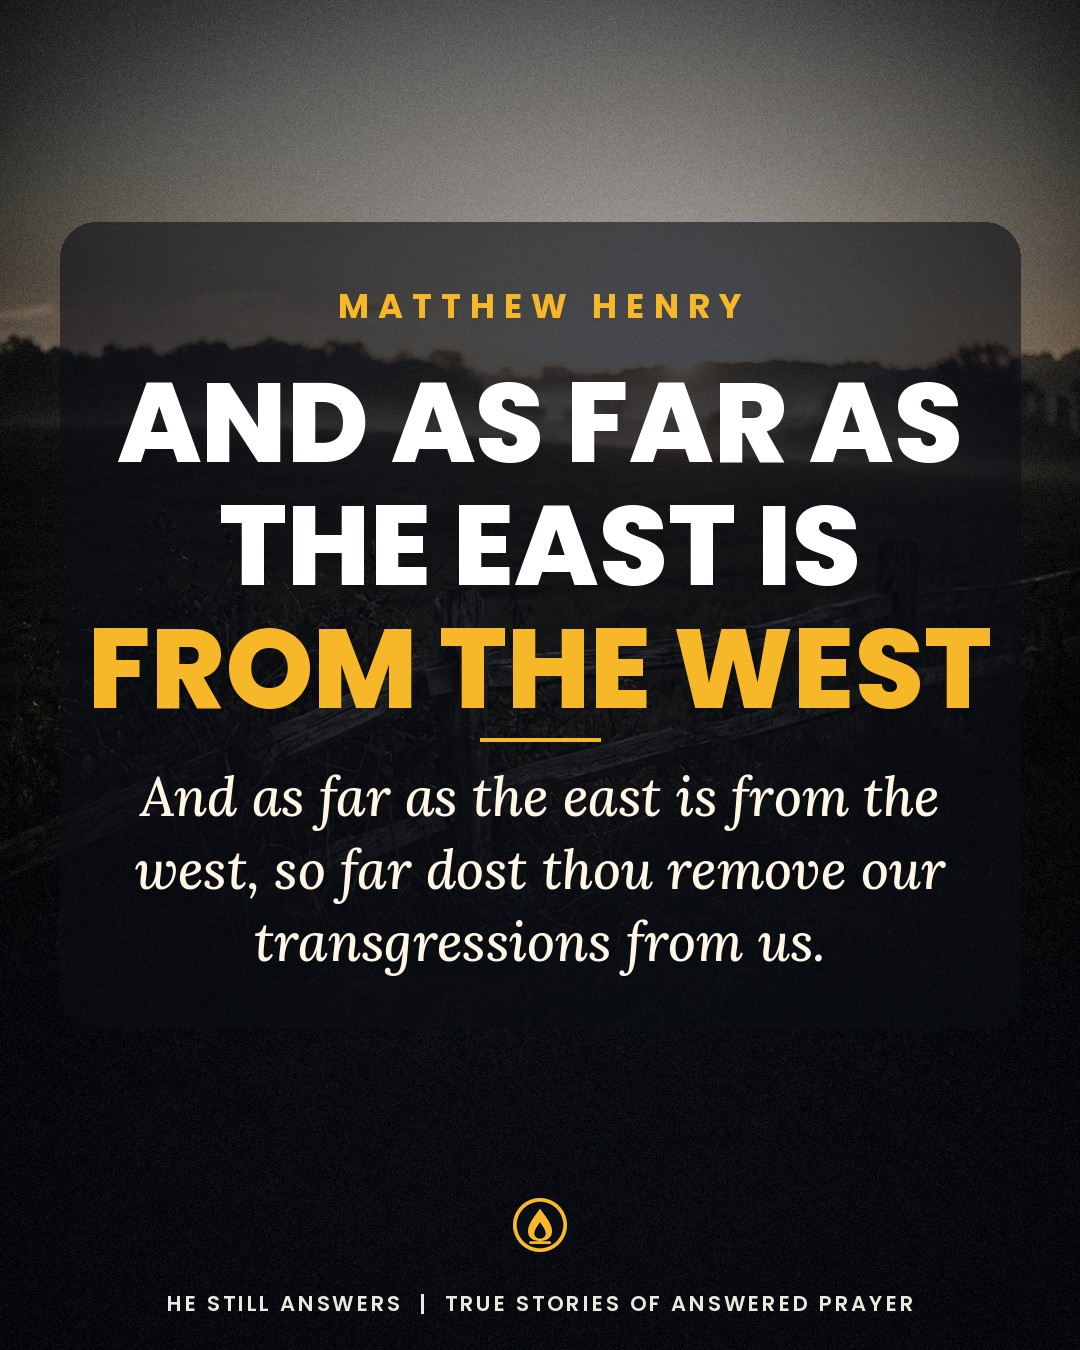 MATTHEW HENRY
AND AS FAR AS
THE EAST IS
FROM THE WEST
And as far as the east is from the
west, so far dost thou remove our
transgressions from us.
HE STILL ANSWERS | TRUE STORIES OF ANSWERED PRAYER